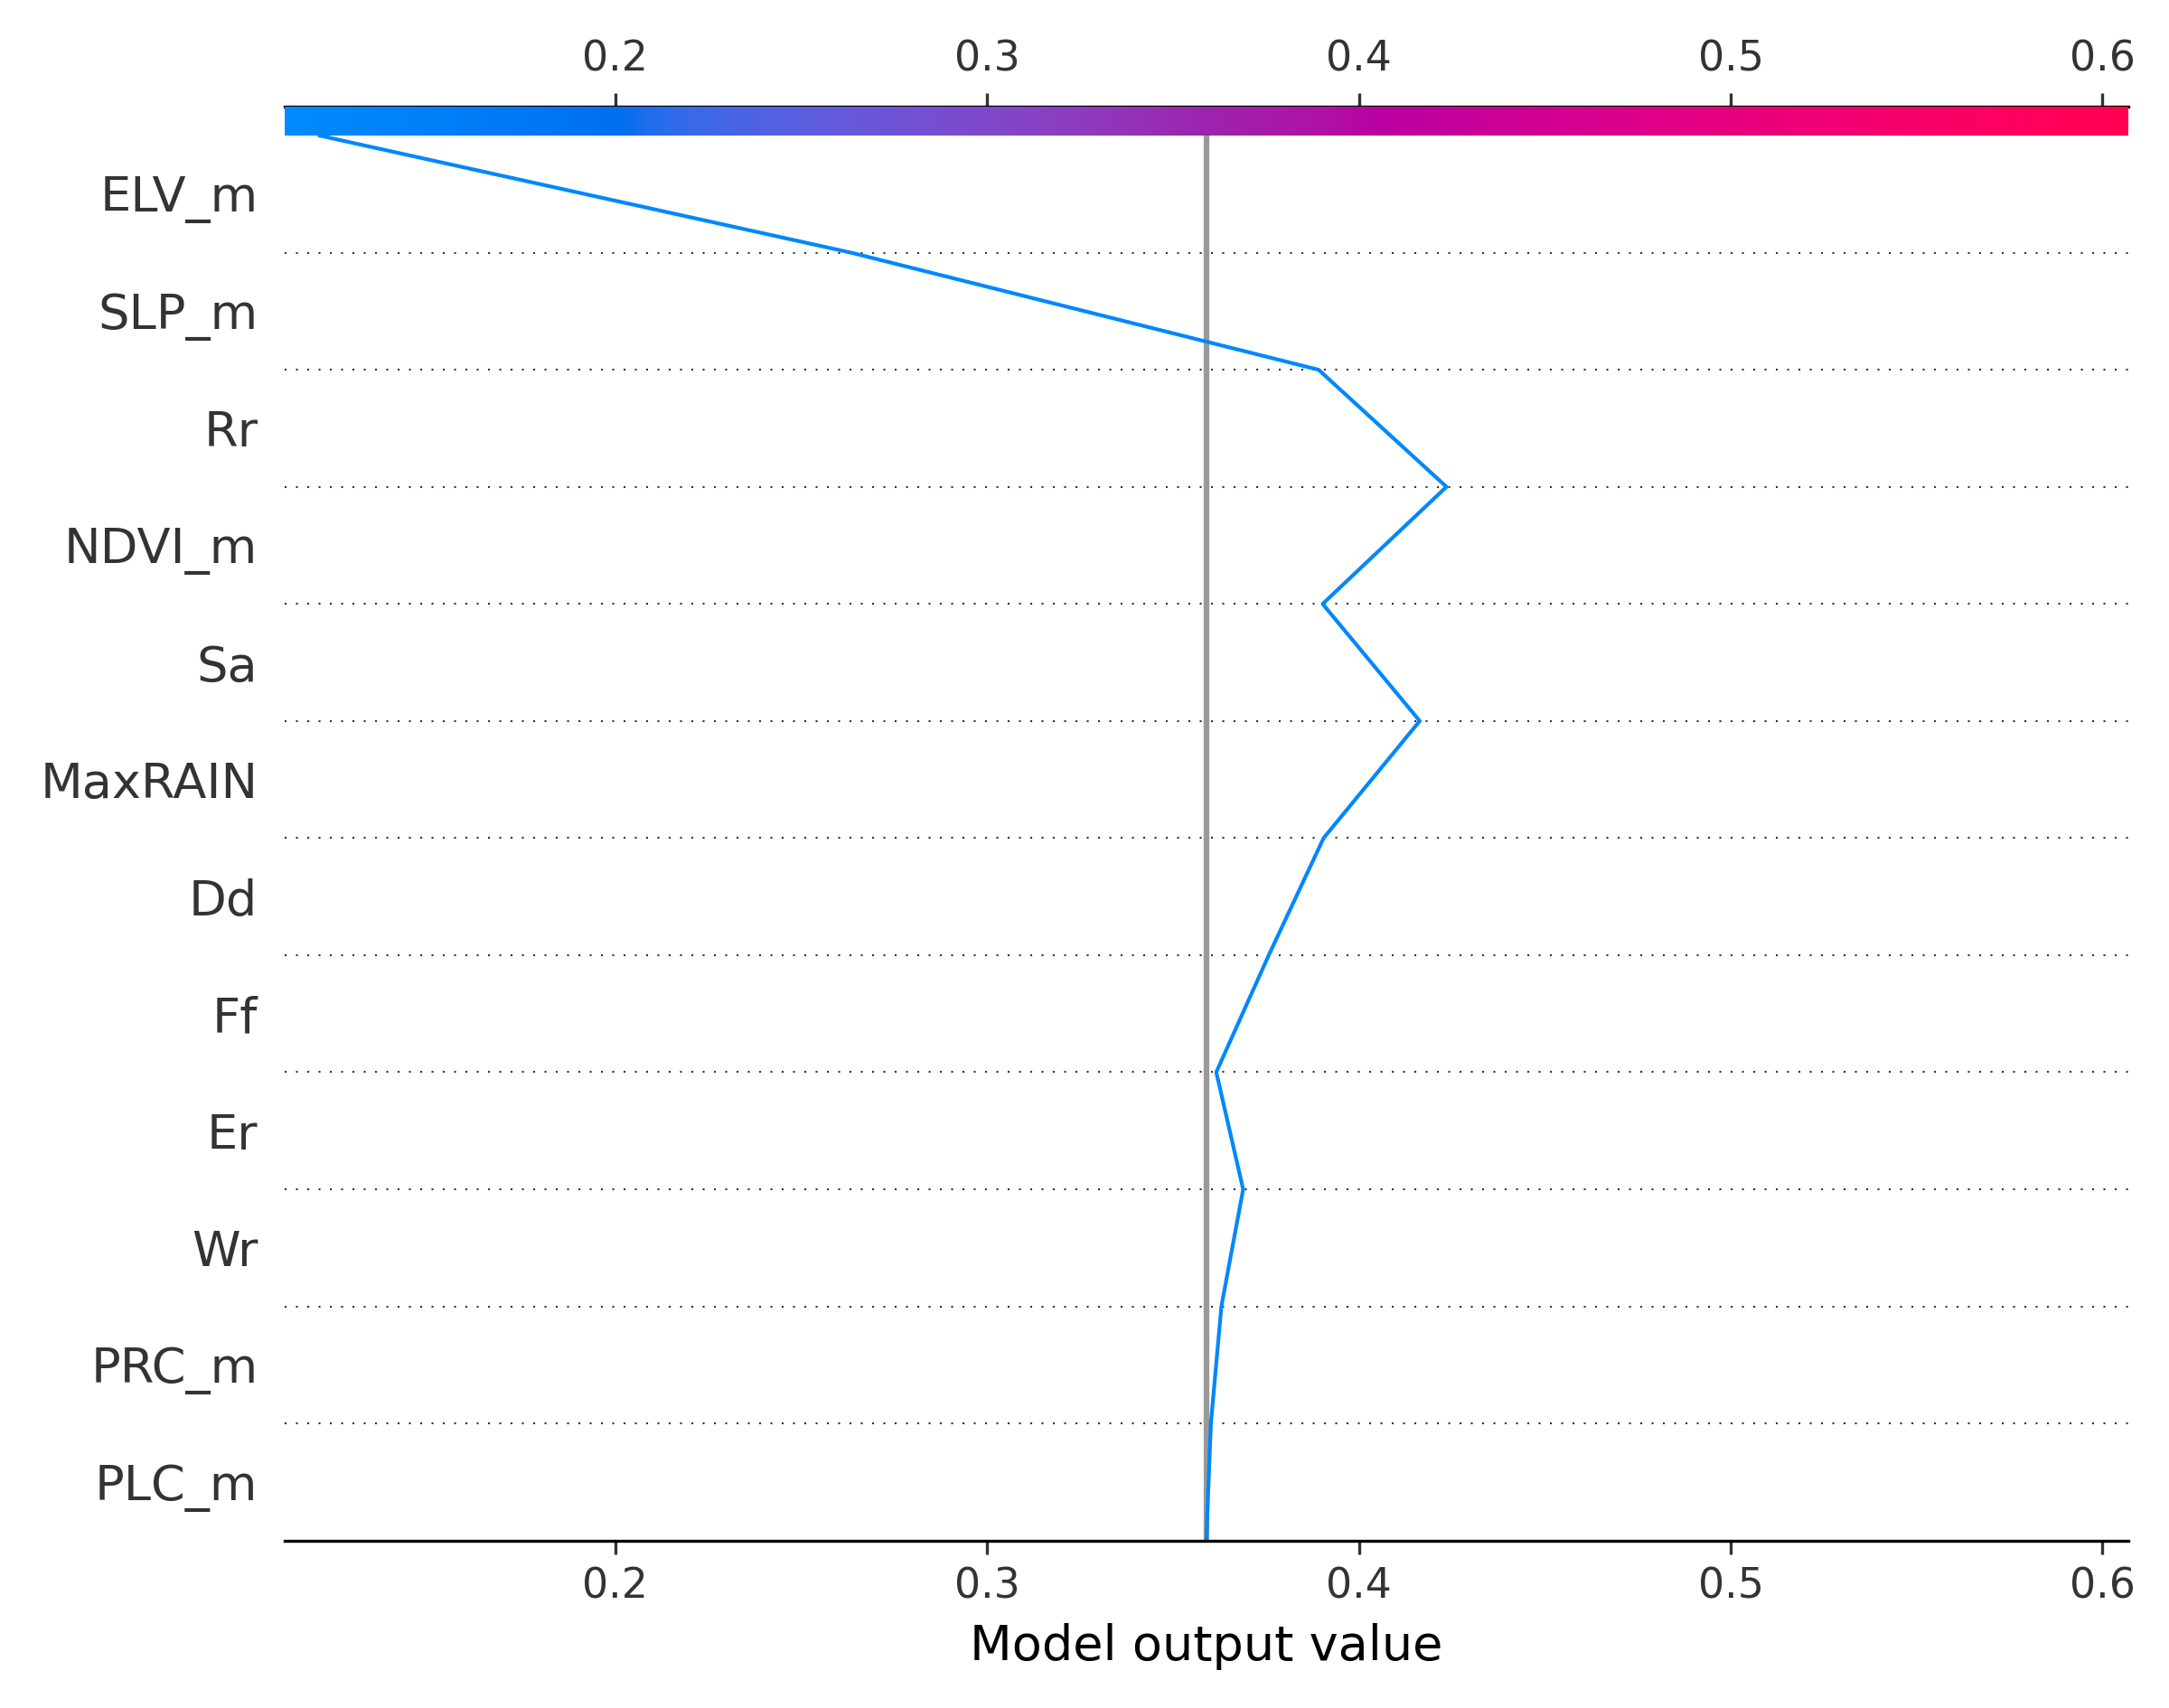 0.2 0.3 0.4 0.5 0.6
ELV_m
SLP_m
Rr
NDVI_m
Sa
MaxRAIN
Dd
Ff
Er
Wr
PRC_m
PLC_m
0.2 0.3 0.4 0.5 0.6
Model output value